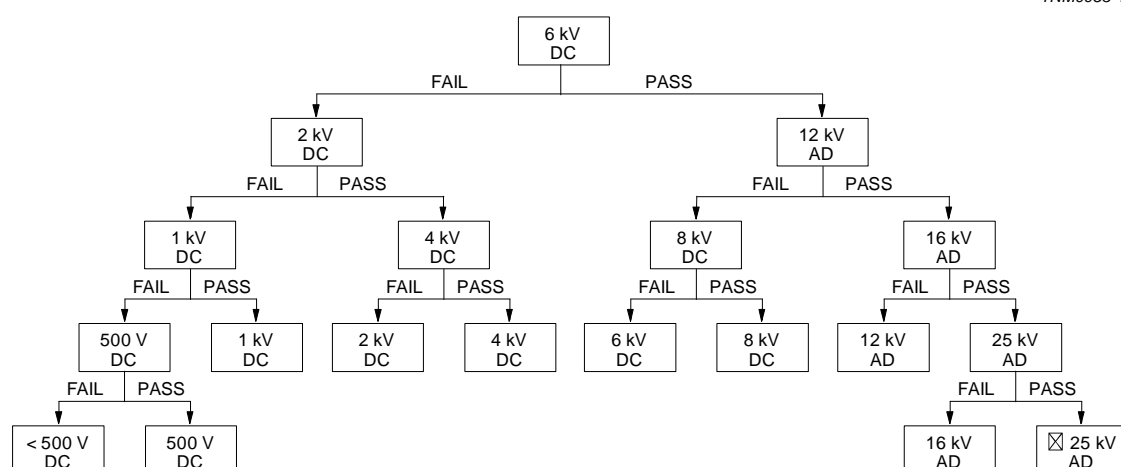 6 kV
DC
FAIL
PASS
2 kV
DC
12 kV
AD
FAIL
PASS
FAIL
PASS
1 kV
DC
4 kV
DC
8 kV
DC
16 kV
AD
FAIL
PASS
FAIL
PASS
FAIL
PASS
FAIL
PASS
500 V
DC
1 kV
DC
2 kV
DC
4 kV
DC
6 kV
DC
8 kV
DC
12 kV
AD
25 kV
AD
FAIL
PASS
FAIL
PASS
< 500 V
DC
500 V
DC
16 kV
AD
☒ 25 kV
AD